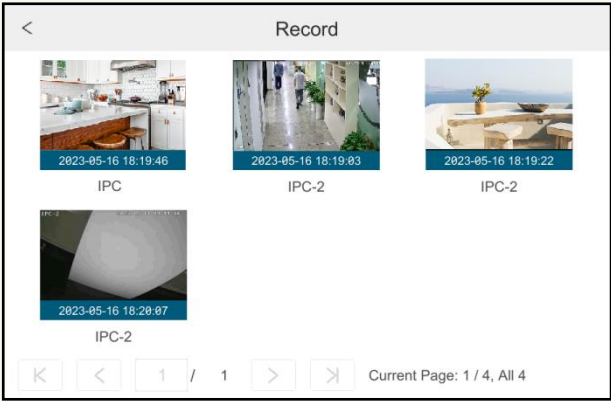 Record
2023-05-16 18:19:46
2023-05-16 18:19:03
2023-05-16 18:19:22
IPC
IPC-2
IPC-2
IPC-2
2023-05-16 18:20:07
IPC-2
1 / 1 Current Page: 1 / 4, All 4